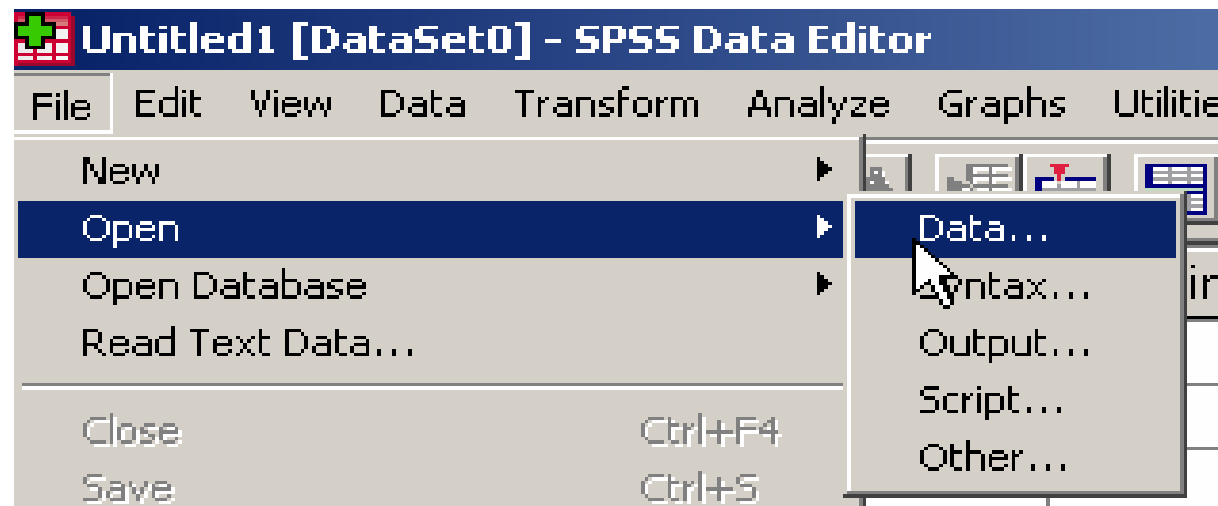 Untitled1 [DataSet0] - SPSS Data Editor
File Edit View Data Transform Analyze Graphs
New
Open
Data...
Open Database
Syntax...
Read Text Data...
Output...
Script...
Close Ctrl+F4
Other...
Save Ctrl+S